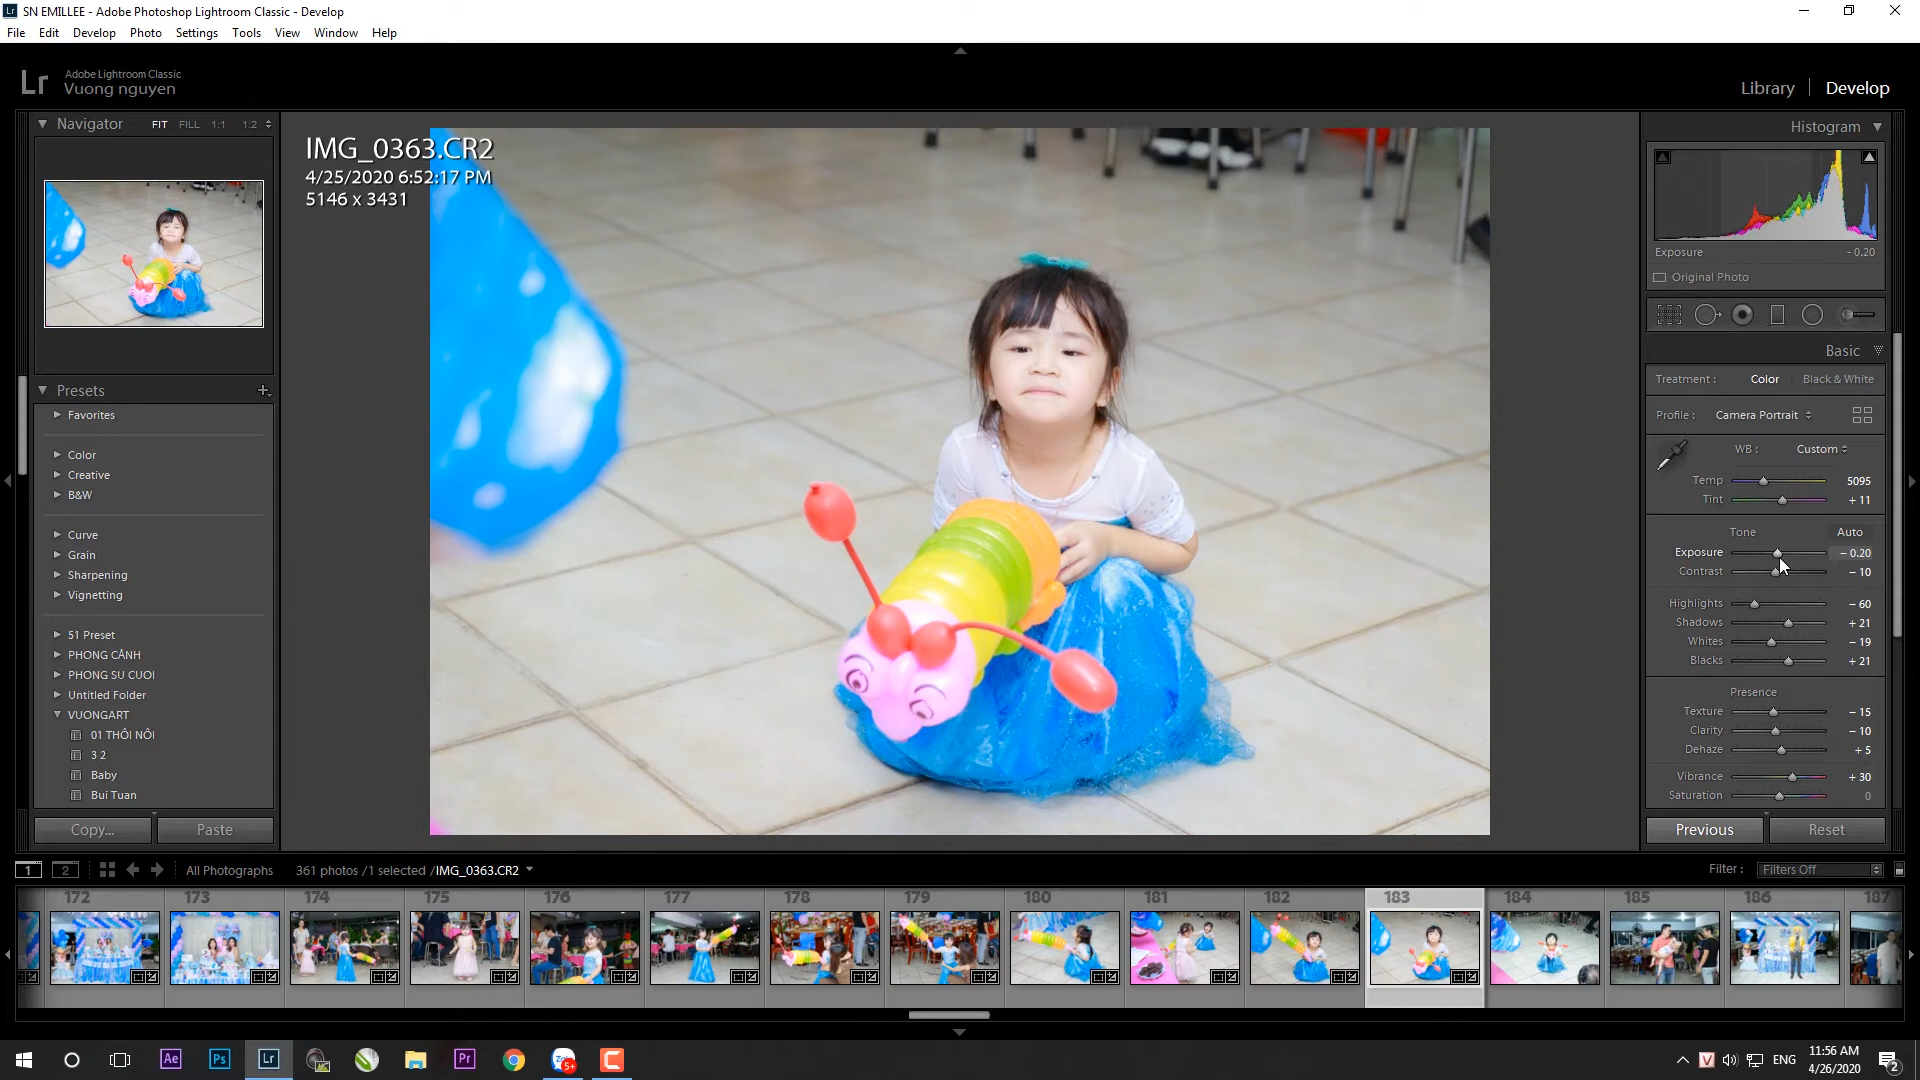 SN EMILLEE - Adobe Photoshop Lightroom Classic - Develop
File Edit Develop Photo Settings Tools View Window Help
Lr
Adobe Lightroom Classic
Vuong nguyen
Library | Develop
Navigator FIT FILL 1:1 1:2
IMG_0363.CR2
4/25/2020 6:52:17 PM
5146 x 3431
Histogram
Exposure - 0.20
Original Photo
Basic
Treatment : Color Black & White
Profile : Camera Portrait
WB : Custom
Temp 5095
Tint + 11
Tone Auto
Exposure - 0.20
Contrast - 10
Highlights - 60
Shadows + 21
Whites - 19
Blacks + 21
Presence
Texture - 15
Clarity - 10
Dehaze + 5
Vibrance + 30
Saturation 0
Previous Reset
Presets
Favorites
Color
Creative
B&W
Curve
Grain
Sharpening
Vignetting
51 Preset
PHONG CẢNH
PHONG SU CUOI
Untitled Folder
VUONGART
01 THÔI NÔI
3 2
Baby
Bui Tuan
Copy... Paste
1 2 All Photographs 361 photos /1 selected /IMG_0363.CR2
Filter : Filters Off
172 173 174 175 176 177 178 179 180 181 182 183 184 185 186 187
Ae Ps Lr Pr Zalo 5+ C
V ENG
11:56 AM
4/26/2020
2